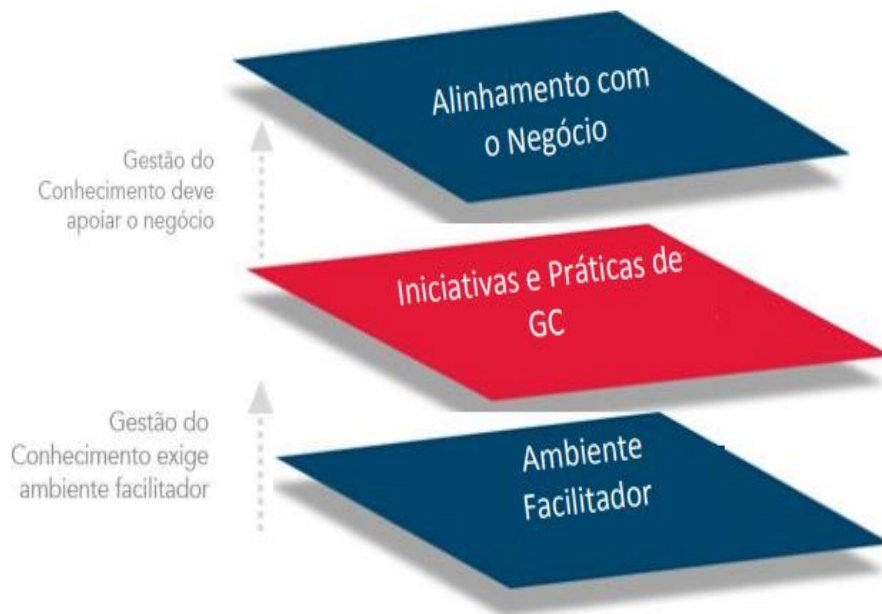 Alinhamento com
o Negócio
Gestão do
Conhecimento deve
apoiar o negócio
Iniciativas e Práticas de
GC
Gestão do
Conhecimento exige
ambiente facilitador
Ambiente
Facilitador